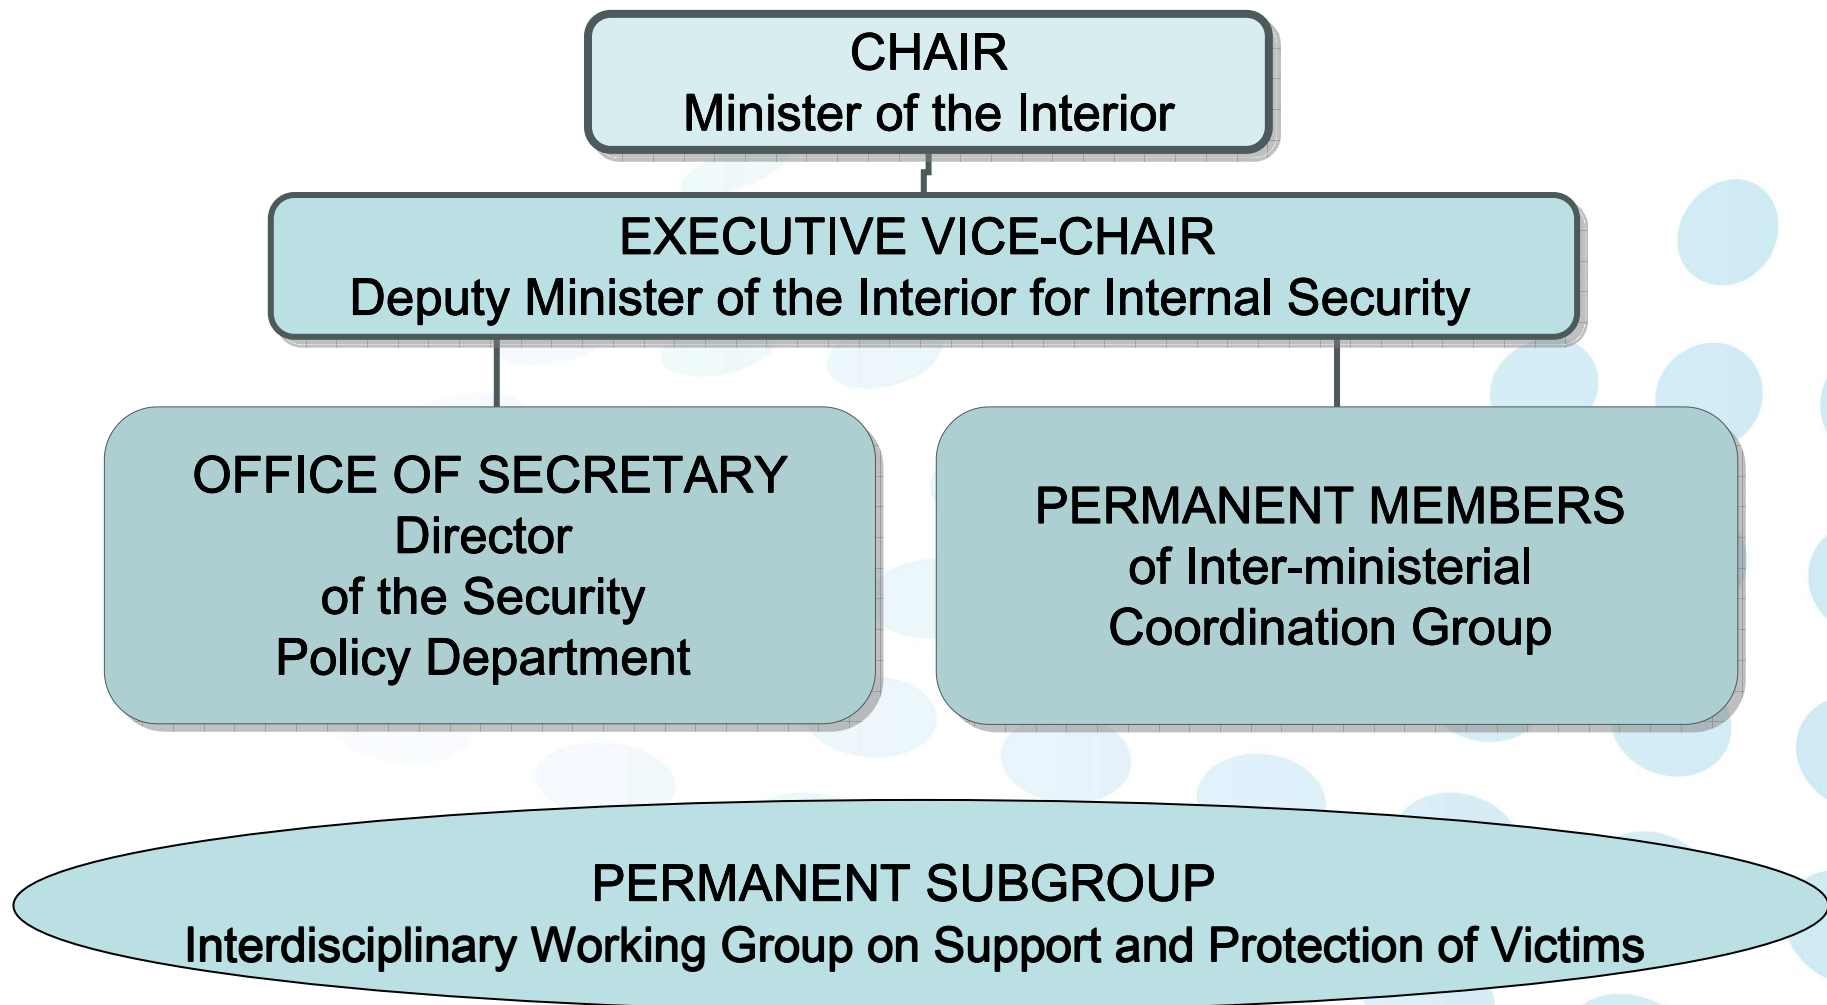 CHAIR
Minister of the Interior
EXECUTIVE VICE-CHAIR
Deputy Minister of the Interior for Internal Security
OFFICE OF SECRETARY
Director
of the Security
Policy Department
PERMANENT MEMBERS
of Inter-ministerial
Coordination Group
PERMANENT SUBGROUP
Interdisciplinary Working Group on Support and Protection of Victims